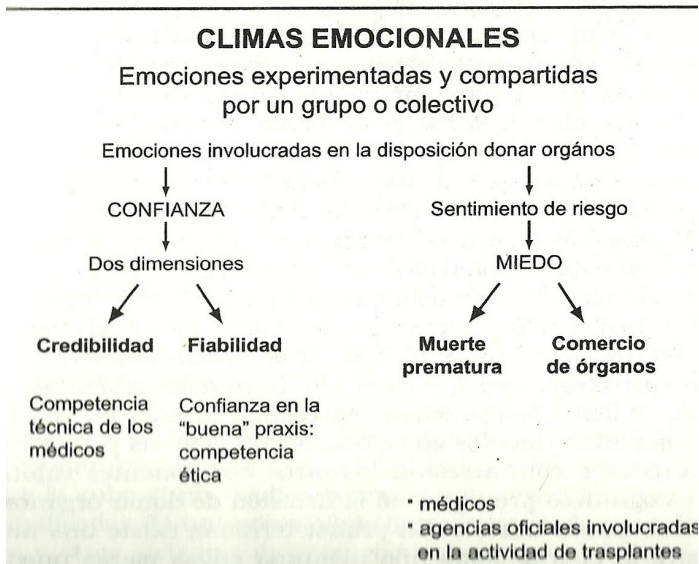 CLIMAS EMOCIONALES
Emociones experimentadas y compartidas
por un grupo o colectivo
Emociones involucradas en la disposición donar orgános
CONFIANZA
Sentimiento de riesgo
Dos dimensiones
MIEDO
Credibilidad
Fiabilidad
Muerte
prematura
Comercio
de órganos
Competencia
técnica de los
médicos
Confianza en la
"buena" praxis:
competencia
ética
· médicos
· agencias oficiales involucradas
en la actividad de trasplantes